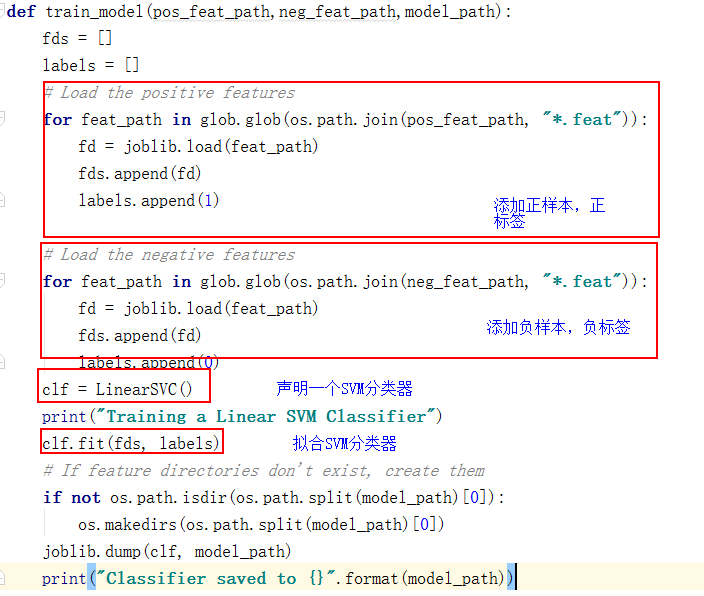 def train_model(pos_feat_path,neg_feat_path,model_path):
    fds = []
    labels = []
    # Load the positive features
    for feat_path in glob.glob(os.path.join(pos_feat_path, "*.feat")):
        fd = joblib.load(feat_path)
        fds.append(fd)
        labels.append(1)
添加正样本，正
标签
    # Load the negative features
    for feat_path in glob.glob(os.path.join(neg_feat_path, "*.feat")):
        fd = joblib.load(feat_path)
        fds.append(fd)
添加负样本，负标签
        labels.append(0)
    clf = LinearSVC() 声明一个SVM分类器
    print("Training a Linear SVM Classifier")
    clf.fit(fds, labels) 拟合SVM分类器
    # If feature directories don't exist, create them
    if not os.path.isdir(os.path.split(model_path)[0]):
        os.makedirs(os.path.split(model_path)[0])
    joblib.dump(clf, model_path)
    print("Classifier saved to {}".format(model_path))